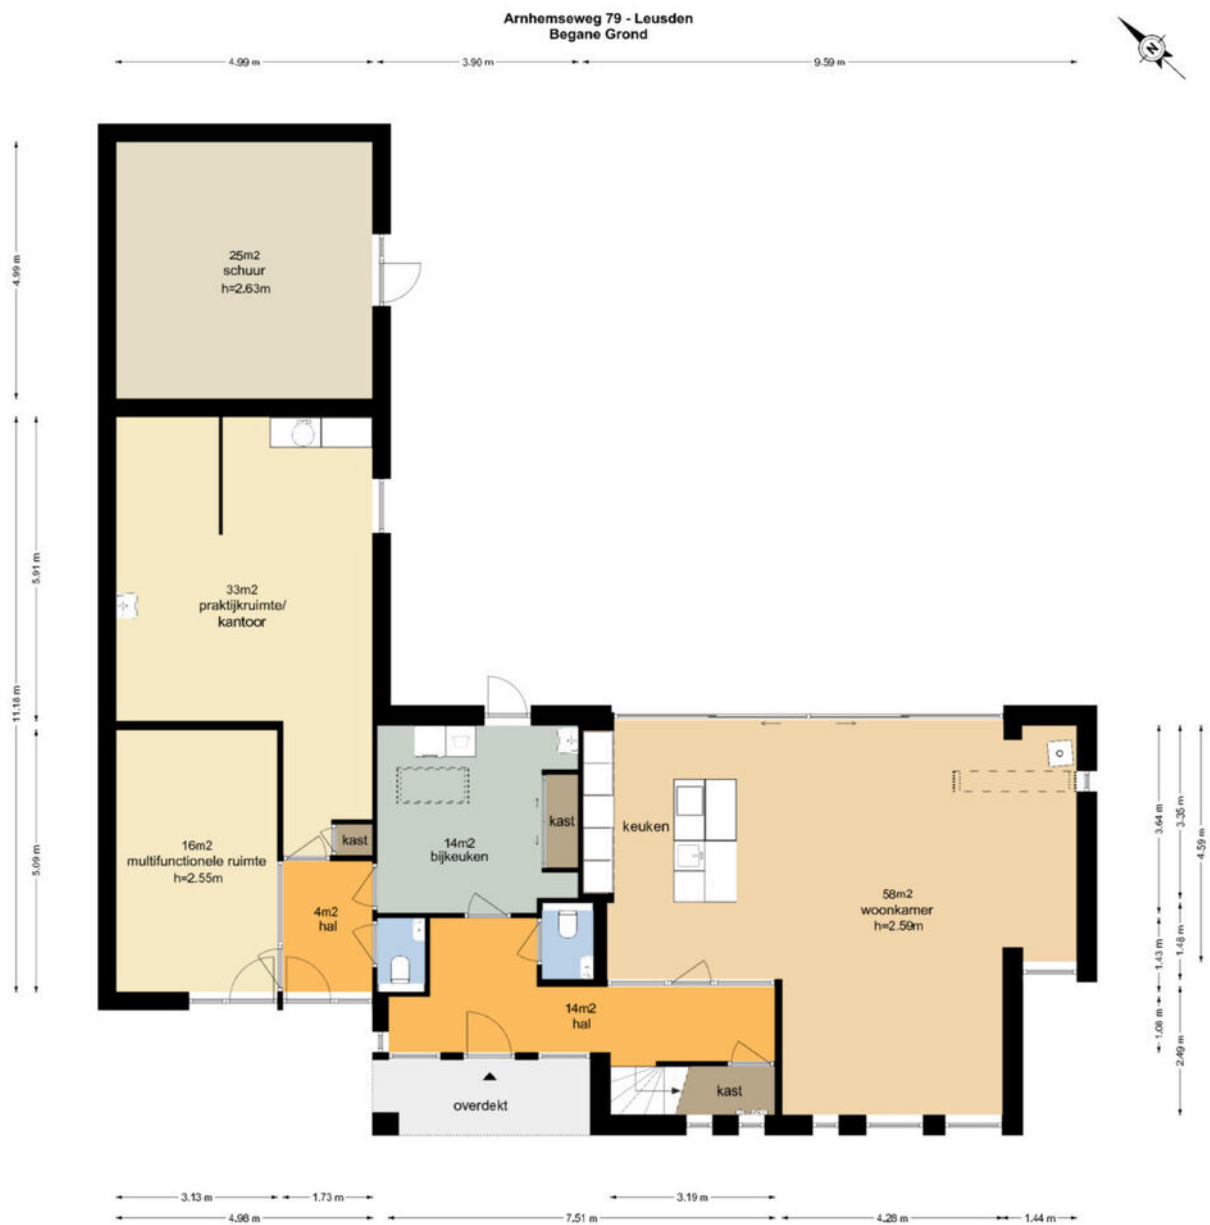 Arnhemseweg 79 - Leusden
Begane Grond
N
4.99 m
3.90 m
9.59 m
4.99 m
25m2
schuur
h=2.63m
5.91 m
11.18 m
33m2
praktijkruimte/
kantoor
5.09 m
16m2
multifunctionele ruimte
h=2.55m
kast
4m2
hal
14m2
bijkeuken
kast
keuken
58m2
woonkamer
h=2.59m
14m2
hal
kast
overdekt
3.64 m
3.35 m
4.59 m
1.43 m
1.48 m
1.08 m
2.49 m
3.13 m
1.73 m
3.19 m
4.98 m
7.51 m
4.28 m
1.44 m